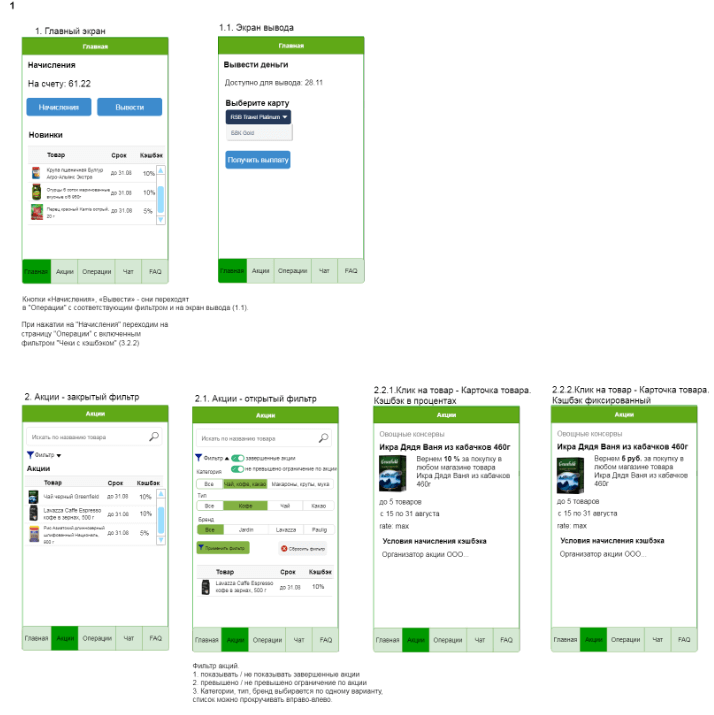 1
1. Главный экран
Главная
Начисления
На счету: 61.22
Начисления
Вывести
Новинки
Товар Срок Кэшбэк
Крупа пшеничная Булгур
Агро-Альянс Экстра
до 31.08 10%
до 31.08 10%
Перец красный
20 г
до 31.08 5%
Главная Акции Операции Чат FAQ
Кнопки «Начисления», «Вывести» - они переходят
в "Операции" с соответствующим фильтром и на экран вывода (1.1)
При нажатии на "Начисления" переходим на
страницу "Операции" с включенным
фильтром "Чеки с кэшбэком" (3.2.2)
1.1. Экран вывода
Главная
Вывести деньги
Доступно для вывода: 28.11
Выберите карту
RSB Travel Platinum
Gold
Получить выплату
Главная Акции Операции Чат FAQ
2. Акции - закрытый фильтр
Акции
Искать по названию товара
Фильтр
Акции
Товар Срок Кэшбэк
Чай черный Greenfield до 31.08 10%
Lavazza Caffe Espresso
кофе в зернах, 500 г
до 31.08 10%
Рис Азиатский длиннозерный
шлифованный Националь,
до 31.08 5%
Главная Акции Операции Чат FAQ
2.1. Акции - открытый фильтр
Акции
Искать по названию товара
Фильтр завершенные акции
не превышено ограничение по акции
Категория
Все Чай, кофе, какао Макароны, крупы, мука
Тип
Все Кофе Чай Какао
Бренд
Все Jardin Lavazza Paulig
Применить фильтр
Сбросить фильтр
Товар Срок Кэшбэк
Lavazza Caffe Espresso
кофе в зернах, 500 г
до 31.08 10%
Главная Акции Операции Чат FAQ
Фильтр акций.
1. показывать / не показывать завершенные акции
2. превышено / не превышено ограничение по акции
3. Категории, тип, бренд выбирается по одному варианту,
список можно прокручивать вправо-влево.
2.2.1.Клик на товар - Карточка товара.
Кэшбэк в процентах
Акции
Овощные консервы
Икра Дядя Ваня из кабачков 460г
Вернем 10 % за покупку в
любом магазине товара
Икра Дядя Ваня из кабачков
460г
до 5 товаров
с 15 по 31 августа
rate: max
Условия начисления кэшбэка
Организатор акции ООО...
Главная Акции Операции Чат FAQ
2.2.2.Клик на товар - Карточка товара.
Кэшбэк фиксированный
Акции
Овощные консервы
Икра Дядя Ваня из кабачков 460г
Вернем 5 руб. за покупку в
любом магазине товара
Икра Дядя Ваня из кабачков
460г
до 5 товаров
с 15 по 31 августа
rate: max
Условия начисления кэшбэка
Организатор акции ООО...
Главная Акции Операции Чат FAQ